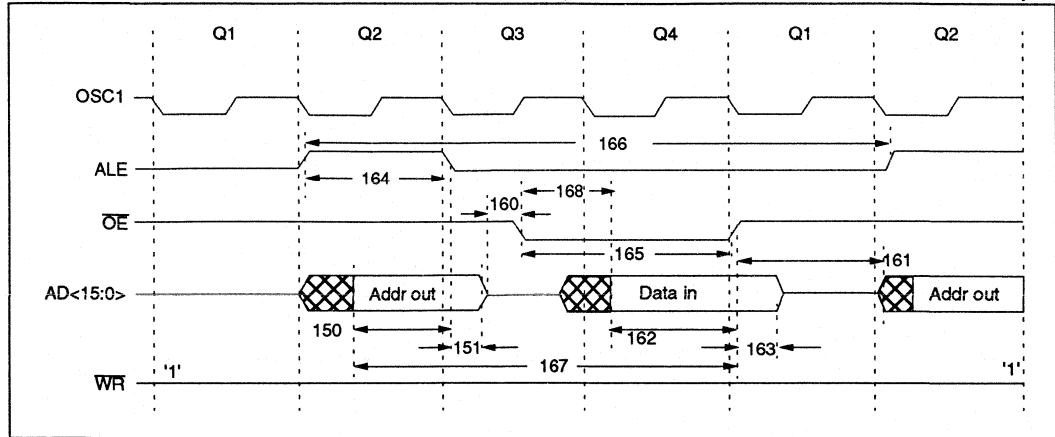 Q1 Q2 Q3 Q4 Q1 Q2
OSC1
166
ALE
164
168
160
OE
165
161
AD<15:0> Addr out Data in Addr out
150
162
151 163
167
'1' '1'
WR